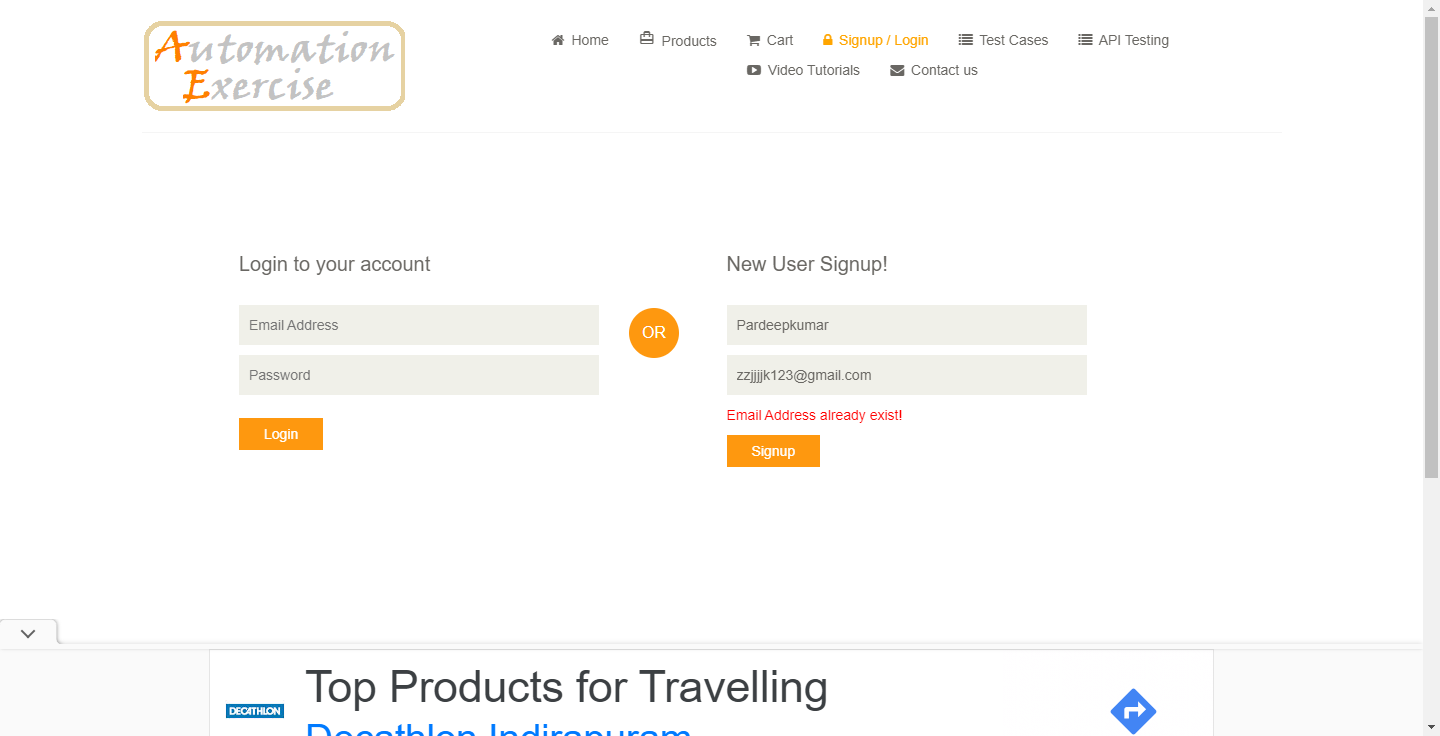 Automation
Exercise
Home
Products
Cart
Signup / Login
Test Cases
API Testing
Video Tutorials
Contact us
Login to your account
Email Address
Password
Login
OR
New User Signup!
Pardeepkumar
zzjjjjk123@gmail.com
Email Address already exist!
Signup
DECATHLON
Top Products for Travelling
Decathlon Indirapuram